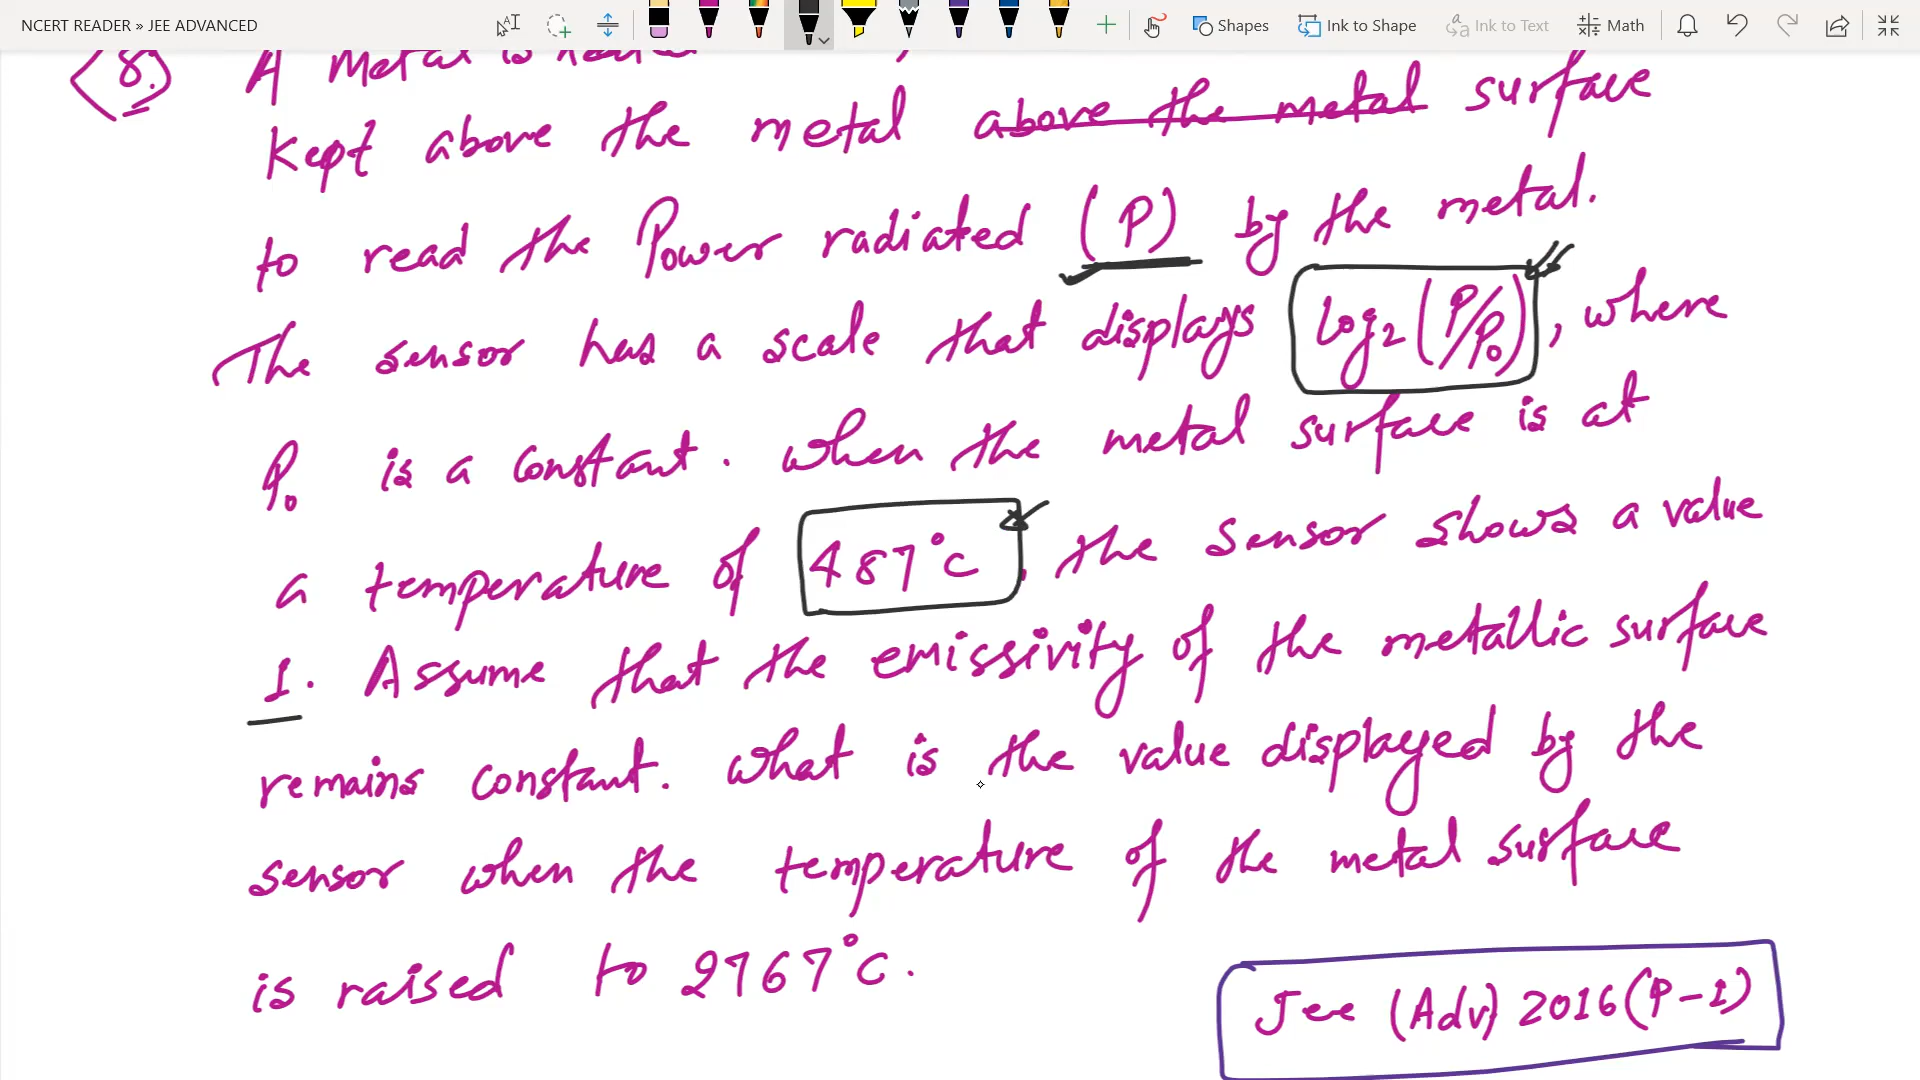 NCERT READER » JEE ADVANCED
Shapes Ink to Shape Ink to Text Math
8. A Metal is heated
Kept above the metal above the metal surface
to read the Power radiated (P) by the metal.
The sensor has a scale that displays log₂(P/P₀), where
P₀ is a constant. when the metal surface is at
a temperature of 487°C, the sensor shows a value
1. Assume that the emissivity of the metallic surface
remains constant. what is the value displayed by the
sensor when the temperature of the metal surface
is raised to 2767°C.
Jee (Adv) 2016 (P-1)